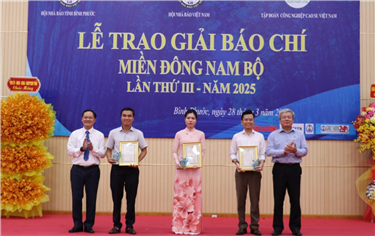 HỘI NHÀ BÁO TỈNH BÌNH PHƯỚC
HỘI NHÀ BÁO VIỆT NAM
TẬP ĐOÀN CÔNG NGHIỆP CAO SU VIỆT NAM
LỄ TRAO GIẢI BÁO CHÍ
MIỀN ĐÔNG NAM BỘ
LẦN THỨ III - NĂM 2025
Bình Phước, ngày 28 tháng 3 năm